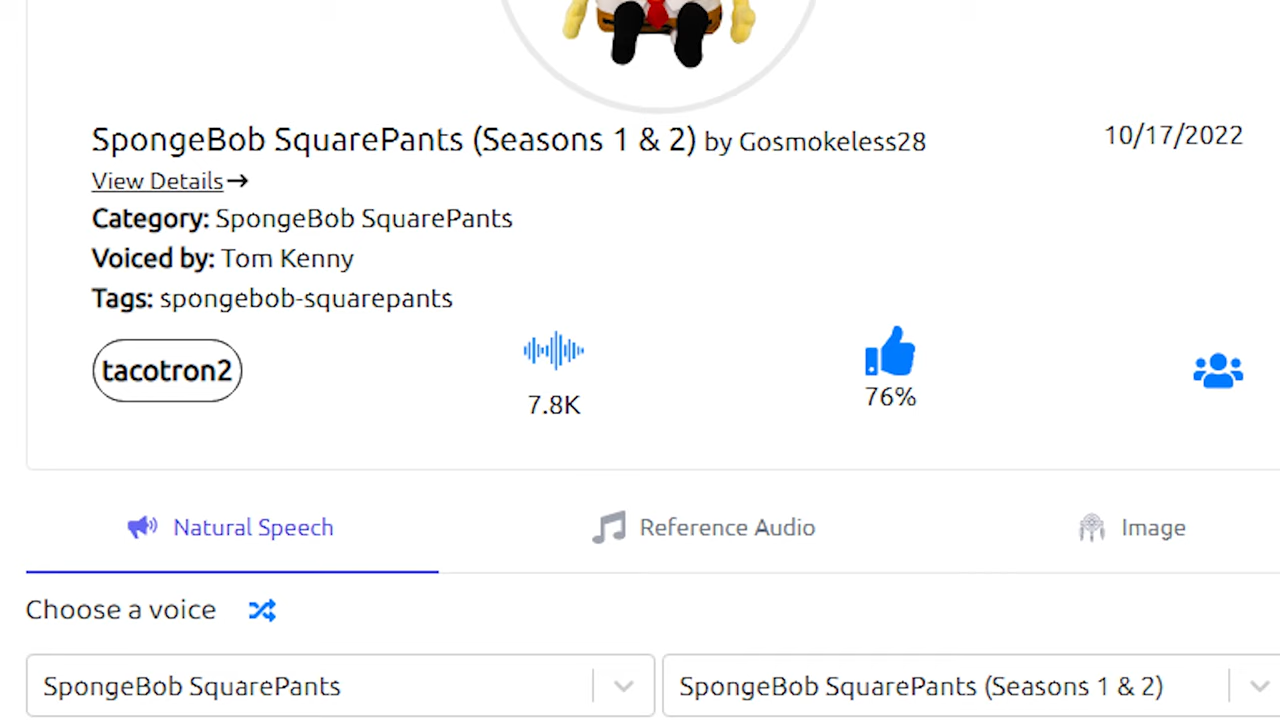 SpongeBob SquarePants (Seasons 1 & 2) by Gosmokeless28 10/17/2022
View Details→
Category: SpongeBob SquarePants
Voiced by: Tom Kenny
Tags: spongebob-squarepants
tacotron2
7.8K 76%
Natural Speech Reference Audio Image
Choose a voice
SpongeBob SquarePants SpongeBob SquarePants (Seasons 1 & 2)